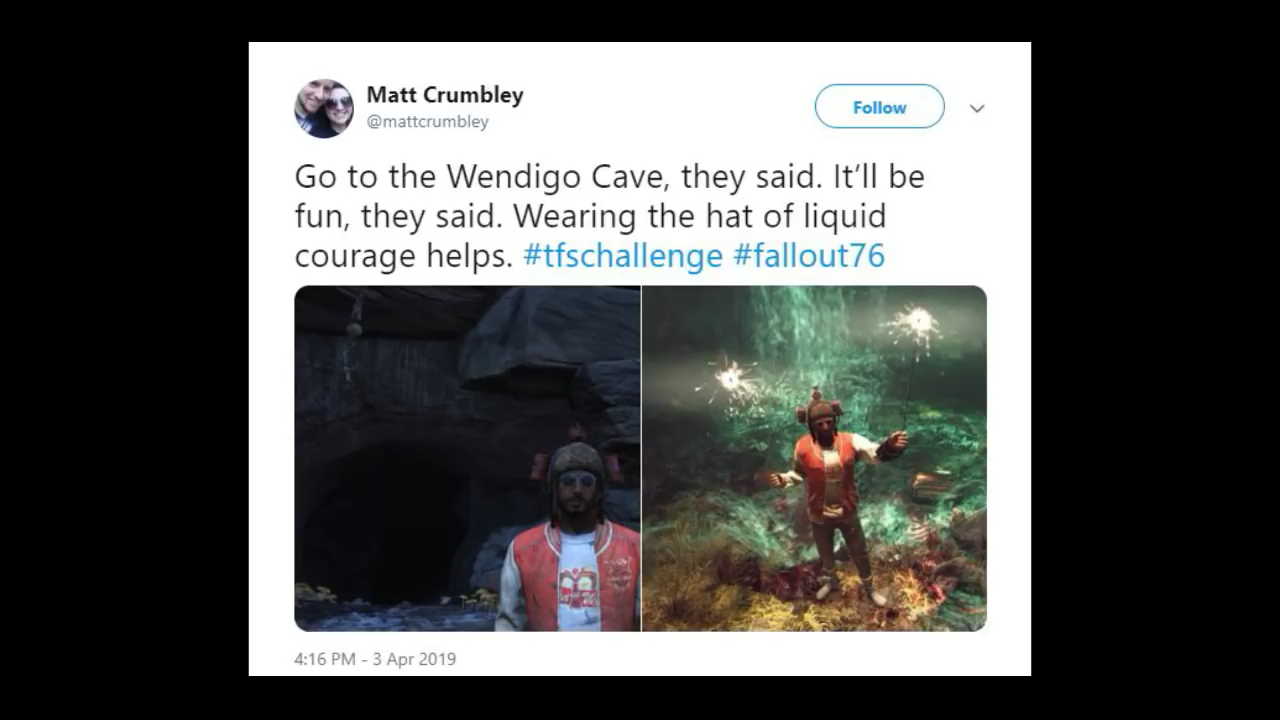 Matt Crumbley
@mattcrumbley
Follow
Go to the Wendigo Cave, they said. It’ll be
fun, they said. Wearing the hat of liquid
courage helps. #tfschallenge #fallout76
4:16 PM - 3 Apr 2019